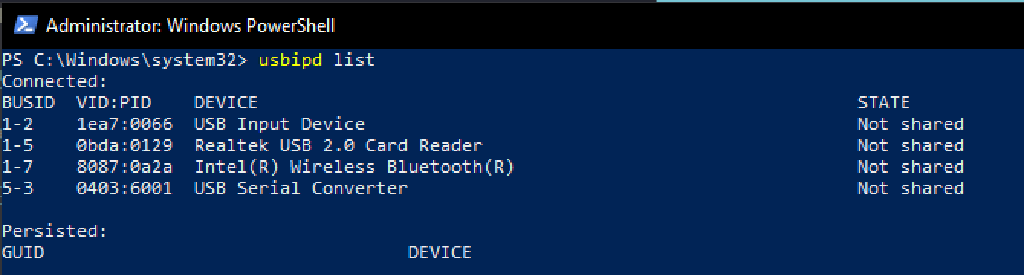 Administrator: Windows PowerShell
PS C:\Windows\system32> usbipd list
Connected:
BUSID  VID:PID    DEVICE                                                        STATE
1-2    1ea7:0066  USB Input Device                                              Not shared
1-5    0bda:0129  Realtek USB 2.0 Card Reader                                   Not shared
1-7    8087:0a2a  Intel(R) Wireless Bluetooth(R)                                Not shared
5-3    0403:6001  USB Serial Converter                                          Not shared
Persisted:
GUID                                  DEVICE